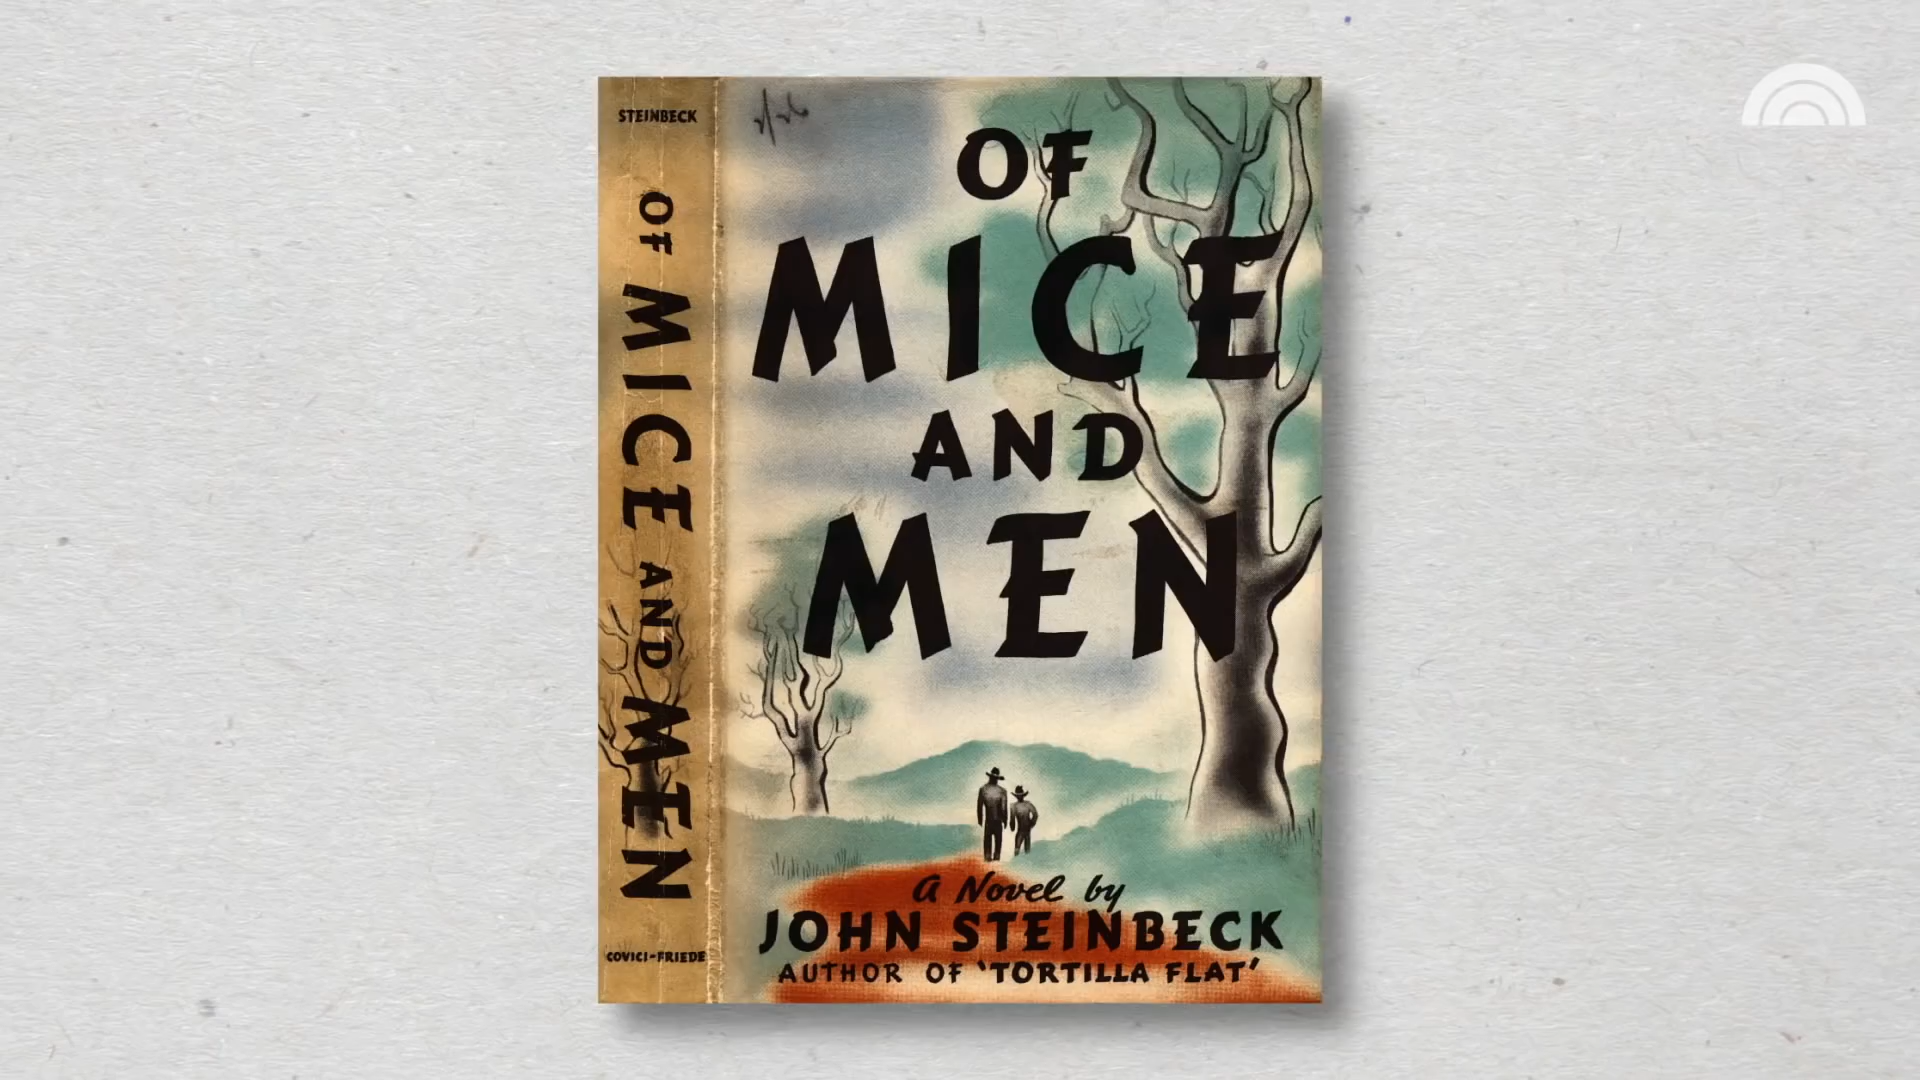 STEINBECK
OF MICE AND MEN
COVICI-FRIEDE
OF
MICE
AND
MEN
A Novel by
JOHN STEINBECK
AUTHOR OF 'TORTILLA FLAT'